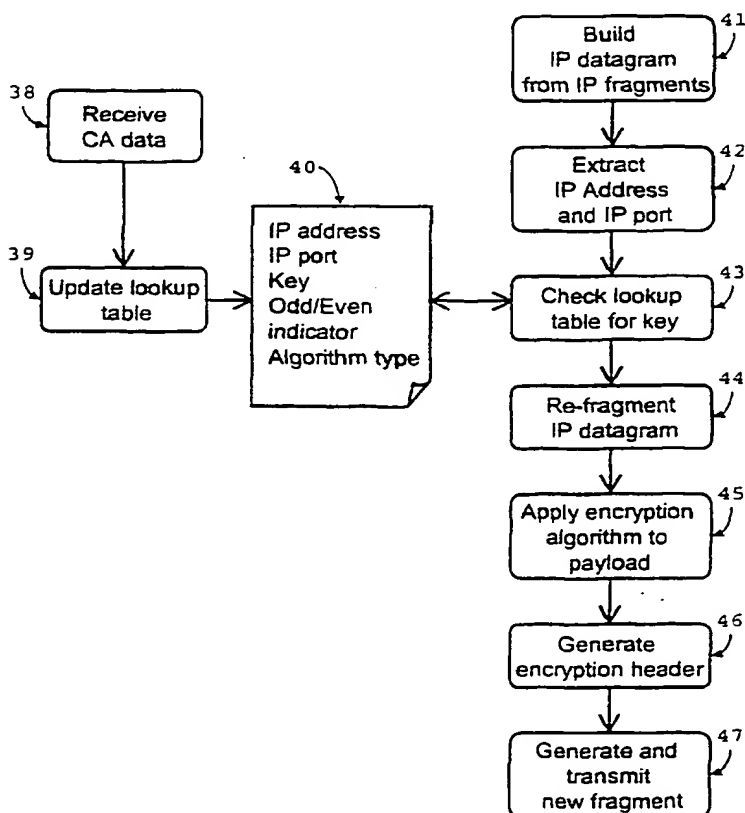 38
Receive
CA data
39
Update lookup
table
40
IP address
IP port
Key
Odd/Even
indicator
Algorithm type
41
Build
IP datagram
from IP fragments
42
Extract
IP Address
and IP port
43
Check lookup
table for key
44
Re-fragment
IP datagram
45
Apply encryption
algorithm to
payload
46
Generate
encryption header
47
Generate and
transmit
new fragment